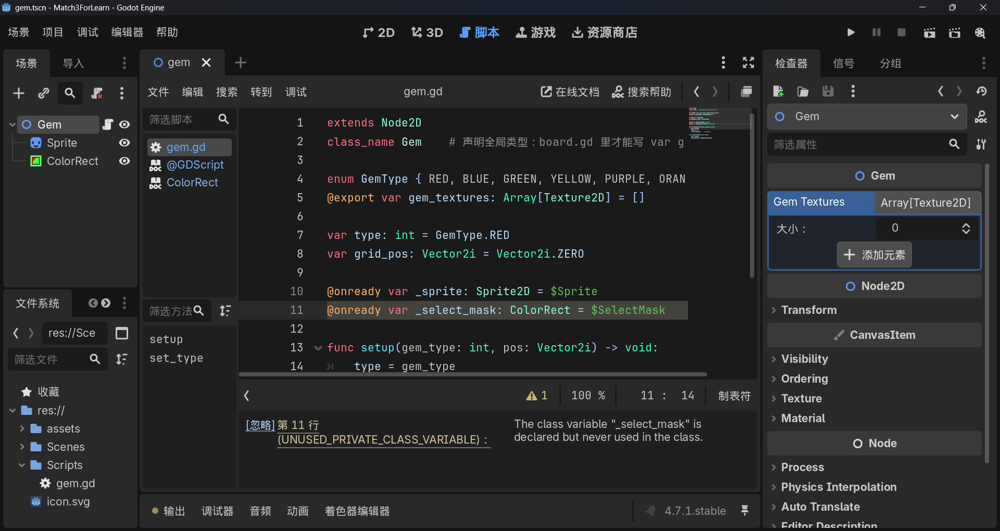 gem.tscn - Match3ForLearn - Godot Engine
场景 项目 调试 编辑器 帮助
2D 3D 脚本 游戏 资源商店
场景 导入
Gem
Sprite
ColorRect
文件系统
res://Sce
筛选文件
收藏
res://
assets
Scenes
Scripts
gem.gd
icon.svg
gem
文件 编辑 搜索 转到 调试
gem.gd
在线文档 搜索帮助
筛选脚本
gem.gd
@GDScript
ColorRect
筛选方法
setup
set_type
1 extends Node2D
2 class_name Gem # 声明全局类型：board.gd 里才能写 var g
3
4 enum GemType { RED, BLUE, GREEN, YELLOW, PURPLE, ORAN
5 @export var gem_textures: Array[Texture2D] = []
6
7 var type: int = GemType.RED
8 var grid_pos: Vector2i = Vector2i.ZERO
9
10 @onready var _sprite: Sprite2D = $Sprite
11 @onready var _select_mask: ColorRect = $SelectMask
12
13 func setup(gem_type: int, pos: Vector2i) -> void:
14 type = gem_type
1 100 % 11 : 14 制表符
[忽略] 第 11 行
(UNUSED_PRIVATE_CLASS_VARIABLE)：
The class variable "_select_mask" is
declared but never used in the class.
输出 调试器 音频 动画 着色器编辑器
4.7.1.stable
检查器 信号 分组
Gem
DOC
筛选属性
Gem
Gem Textures Array[Texture2D]
大小： 0
添加元素
Node2D
Transform
CanvasItem
Visibility
Ordering
Texture
Material
Node
Process
Physics Interpolation
Auto Translate
Editor Description